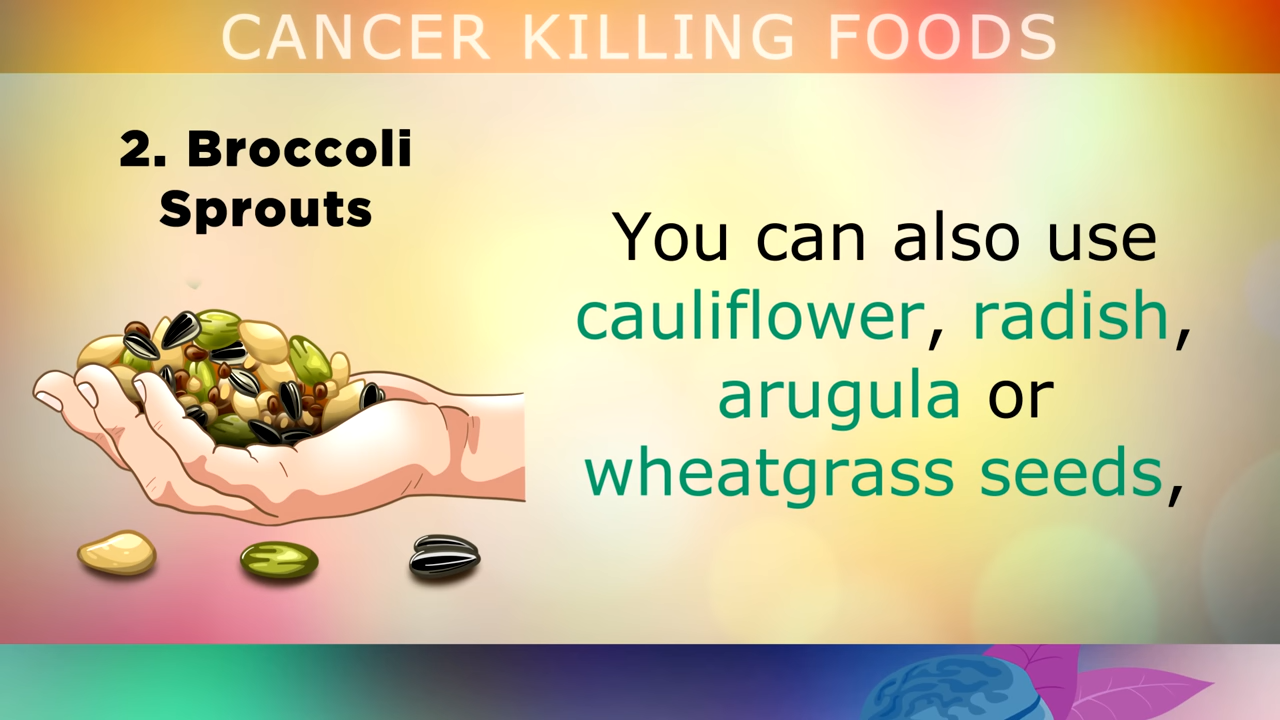 CANCER KILLING FOODS
2. Broccoli
Sprouts
You can also use
cauliflower, radish,
arugula or
wheatgrass seeds,